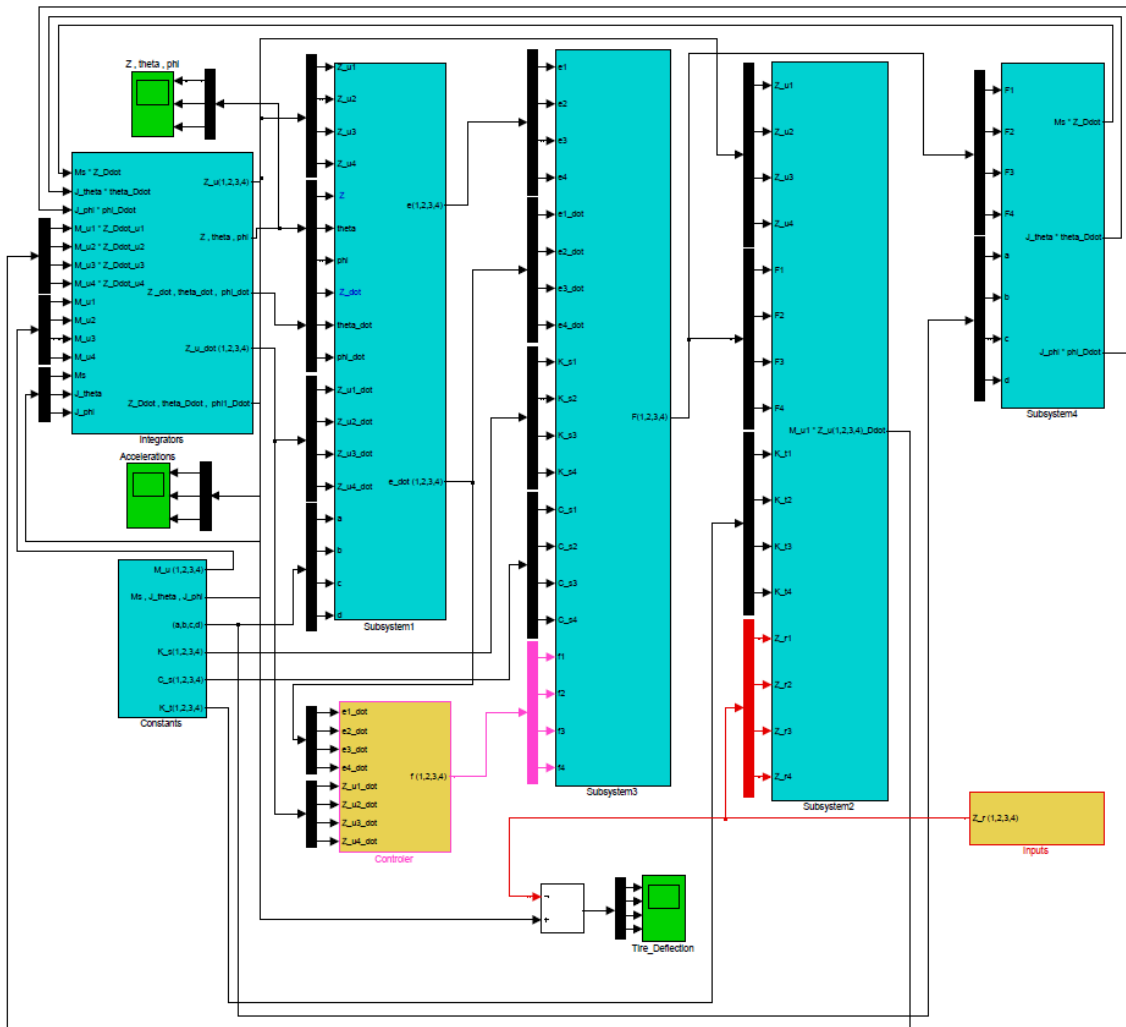 Z , theta , phi
Ms * Z_Ddot
J_theta * theta_Ddot
J_phi * phi_Ddot
M_u1 * Z_Ddot_u1
M_u2 * Z_Ddot_u2
M_u3 * Z_Ddot_u3
M_u4 * Z_Ddot_u4
M_u1
M_u2
M_u3
M_u4
Ms
J_theta
J_phi
Z_u(1,2,3,4)
Z , theta, phi
Z_dot , theta_dot , phi_dot
Z_u_dot (1,2,3,4)
Z_Ddot , theta_Ddot , phi1_Ddot
Integrators
Accelerations
M_u (1,2,3,4)
Ms , J_theta , J_phi
(a,b,c,d)
K_s(1,2,3,4)
C_s(1,2,3,4)
K_t(1,2,3,4)
Constants
Z_u1
Z_u2
Z_u3
Z_u4
Z
theta
phi
Z_dot
theta_dot
phi_dot
Z_u1_dot
Z_u2_dot
Z_u3_dot
Z_u4_dot
a
b
c
d
e(1,2,3,4)
e_dot (1,2,3,4)
Subsystem1
e1_dot
e2_dot
e3_dot
e4_dot
Z_u1_dot
Z_u2_dot
Z_u3_dot
Z_u4_dot
f (1,2,3,4)
Controler
e1
e2
e3
e4
e1_dot
e2_dot
e3_dot
e4_dot
K_s1
K_s2
K_s3
K_s4
C_s1
C_s2
C_s3
C_s4
f1
f2
f3
f4
F(1,2,3,4)
Subsystem3
Z_u1
Z_u2
Z_u3
Z_u4
F1
F2
F3
F4
K_t1
K_t2
K_t3
K_t4
Z_r1
Z_r2
Z_r3
Z_r4
M_u1 * Z_u(1,2,3,4)_Ddot
Subsystem2
F1
F2
F3
F4
a
b
c
d
Ms * Z_Ddot
J_theta * theta_Ddot
J_phi * phi_Ddot
Subsystem4
Z_r (1,2,3,4)
Inputs
-
+
Tire_Deflection